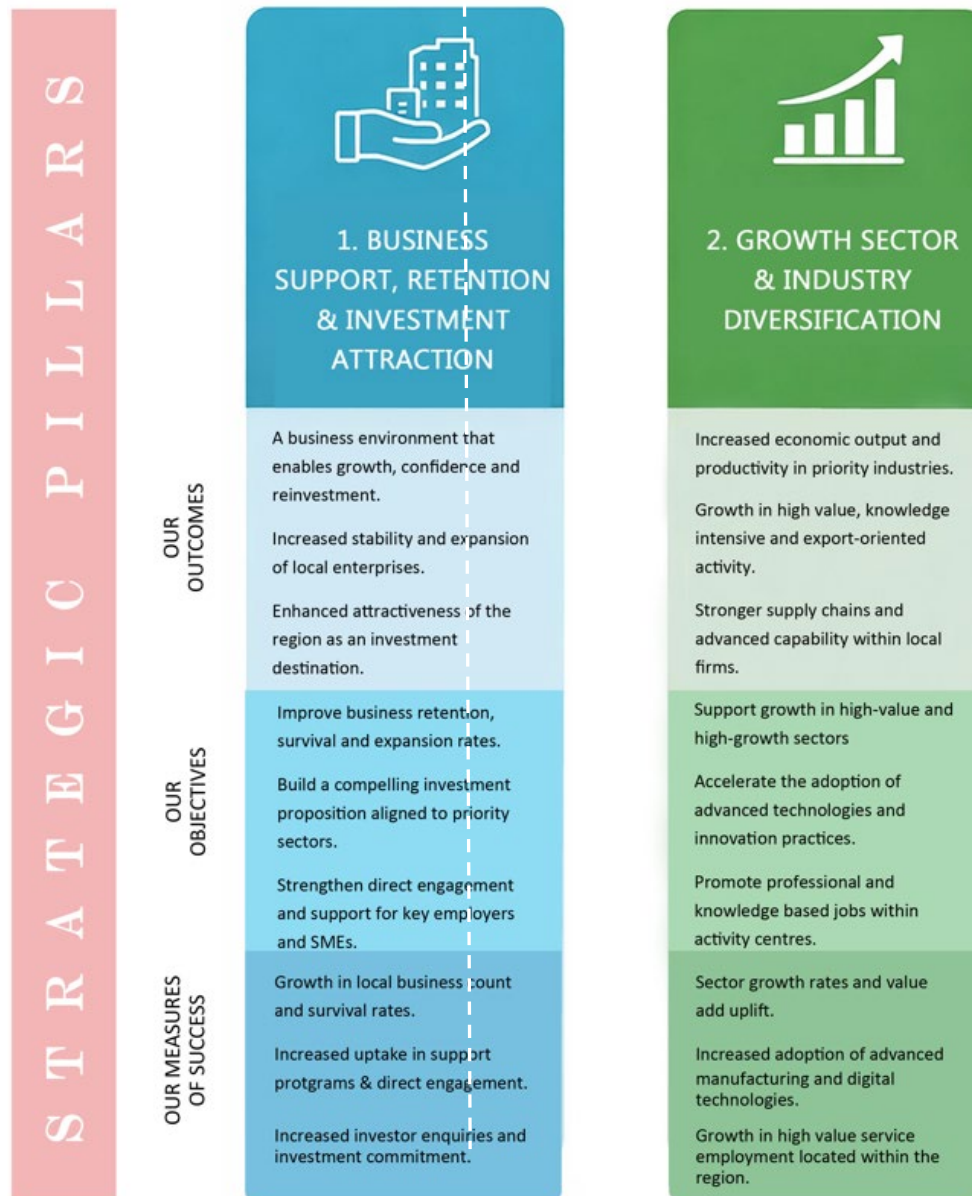 STRATEGIC PILLARS
1. BUSINESS
SUPPORT, RETENTION
& INVESTMENT
ATTRACTION
2. GROWTH SECTOR
& INDUSTRY
DIVERSIFICATION
OUR
OUTCOMES
A business environment that
enables growth, confidence and
reinvestment.
Increased stability and expansion
of local enterprises.
Enhanced attractiveness of the
region as an investment
destination.
Increased economic output and
productivity in priority industries.
Growth in high value, knowledge
intensive and export-oriented
activity.
Stronger supply chains and
advanced capability within local
firms.
OUR
OBJECTIVES
Improve business retention,
survival and expansion rates.
Build a compelling investment
proposition aligned to priority
sectors.
Strengthen direct engagement
and support for key employers
and SMEs.
Support growth in high-value and
high-growth sectors
Accelerate the adoption of
advanced technologies and
innovation practices.
Promote professional and
knowledge based jobs within
activity centres.
OUR MEASURES
OF SUCCESS
Growth in local business count
and survival rates.
Increased uptake in support
protgrams & direct engagement.
Increased investor enquiries and
investment commitment.
Sector growth rates and value
add uplift.
Increased adoption of advanced
manufacturing and digital
technologies.
Growth in high value service
employment located within the
region.